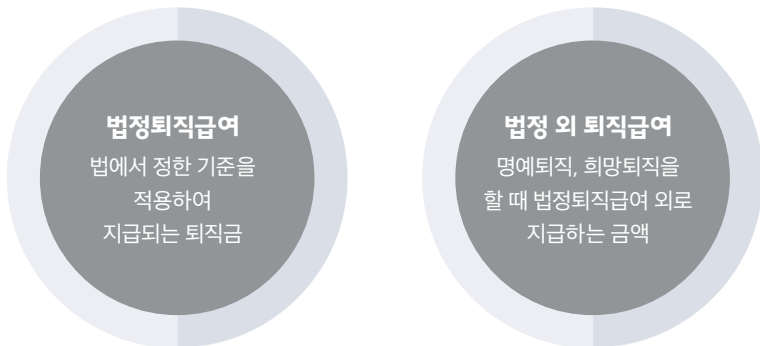 법정퇴직급여
법에서 정한 기준을
적용하여
지급되는 퇴직금
법정 외 퇴직급여
명예퇴직, 희망퇴직을
할 때 법정퇴직급여 외로
지급하는 금액